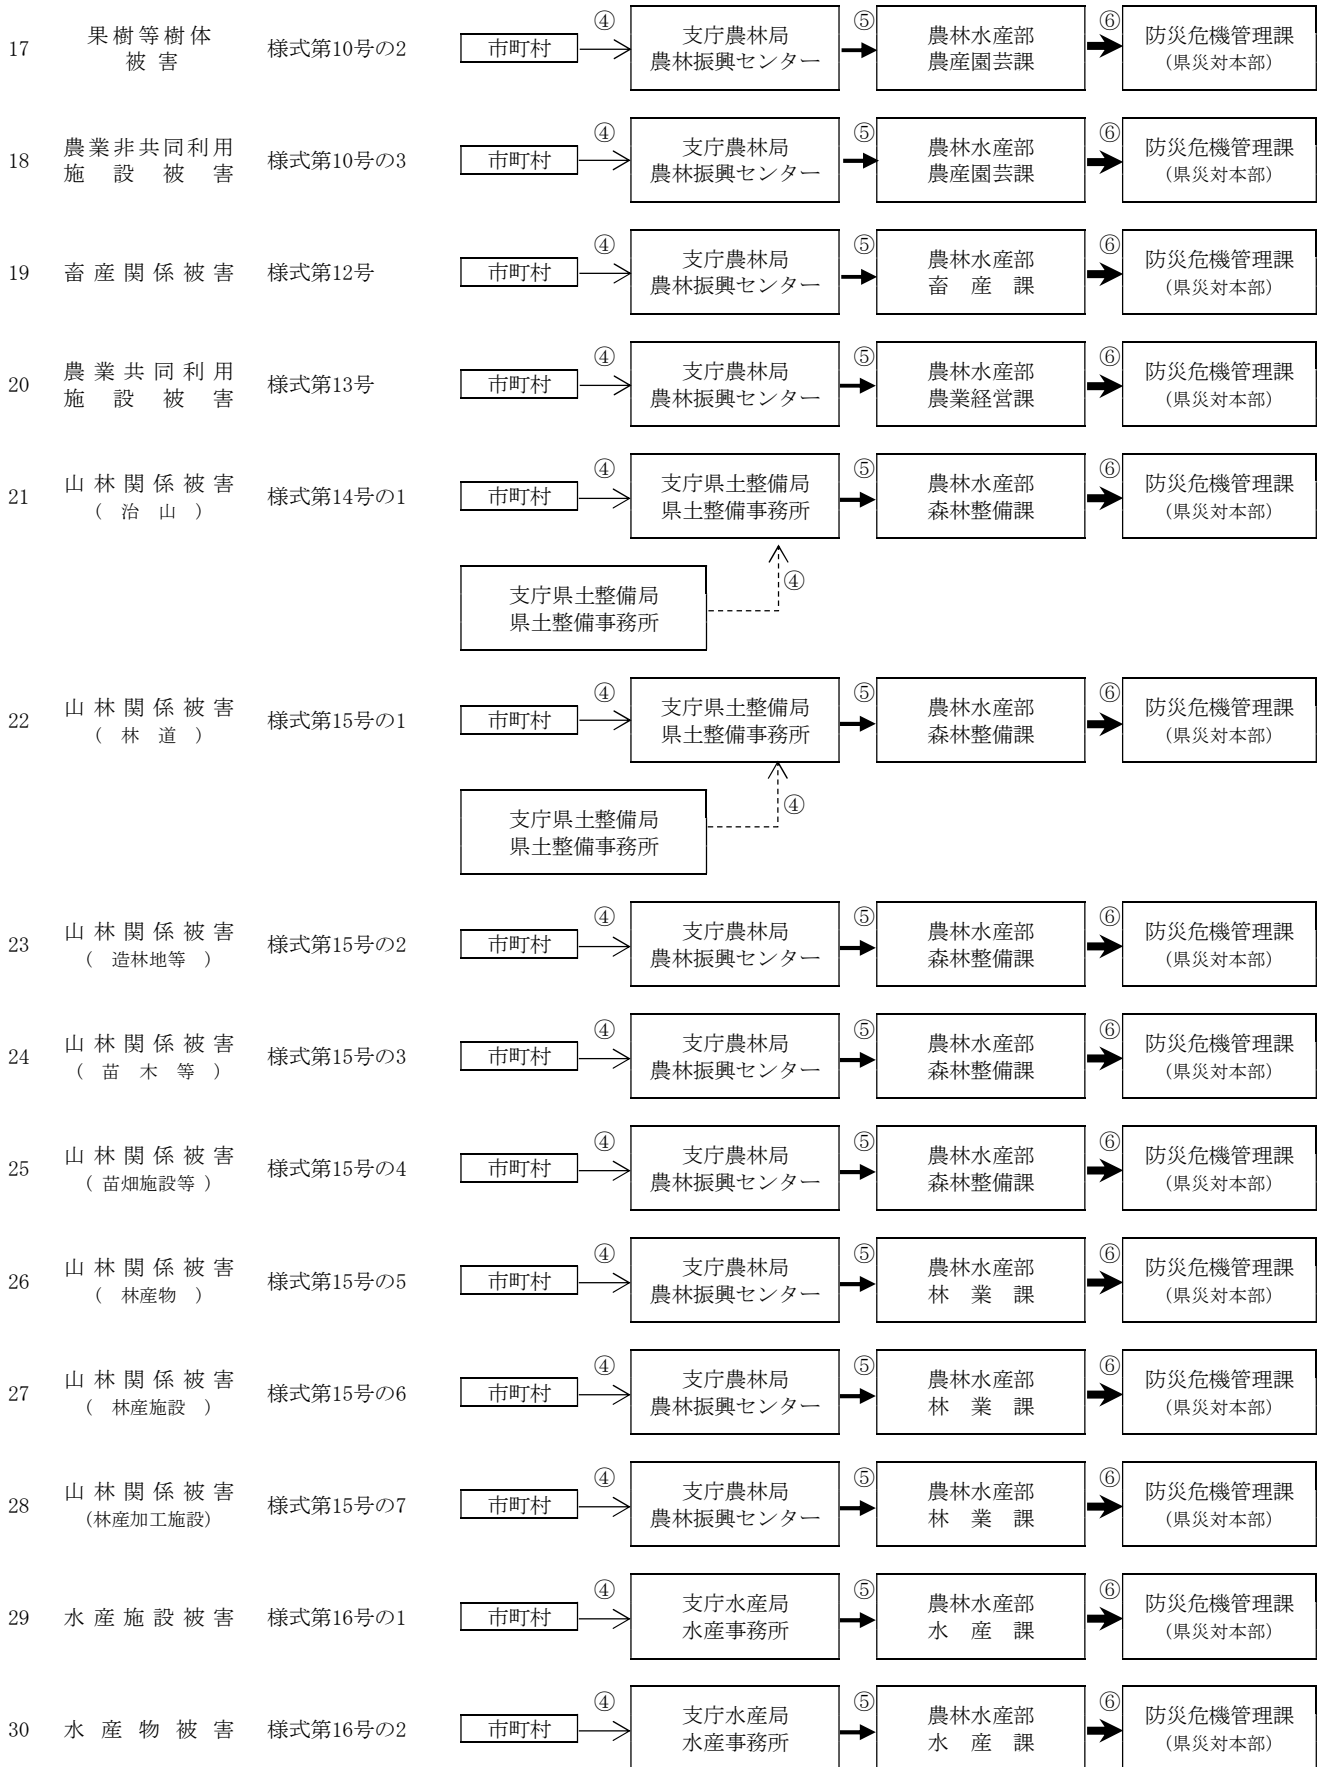 17 果樹等樹体被害 様式第10号の2 市町村 ④ 支庁農林局 農林振興センター ⑤ 農林水産部 農産園芸課 ⑥ 防災危機管理課 (県災対本部)
18 農業非共同利用施設被害 様式第10号の3 市町村 ④ 支庁農林局 農林振興センター ⑤ 農林水産部 農産園芸課 ⑥ 防災危機管理課 (県災対本部)
19 畜産関係被害 様式第12号 市町村 ④ 支庁農林局 農林振興センター ⑤ 農林水産部 畜産課 ⑥ 防災危機管理課 (県災対本部)
20 農業共同利用施設被害 様式第13号 市町村 ④ 支庁農林局 農林振興センター ⑤ 農林水産部 農業経営課 ⑥ 防災危機管理課 (県災対本部)
21 山林関係被害 (治山) 様式第14号の1 市町村 ④ 支庁県土整備局 県土整備事務所 ⑤ 農林水産部 森林整備課 ⑥ 防災危機管理課 (県災対本部)
支庁県土整備局 県土整備事務所 ④
22 山林関係被害 (林道) 様式第15号の1 市町村 ④ 支庁県土整備局 県土整備事務所 ⑤ 農林水産部 森林整備課 ⑥ 防災危機管理課 (県災対本部)
支庁県土整備局 県土整備事務所 ④
23 山林関係被害 (造林地等) 様式第15号の2 市町村 ④ 支庁農林局 農林振興センター ⑤ 農林水産部 森林整備課 ⑥ 防災危機管理課 (県災対本部)
24 山林関係被害 (苗木等) 様式第15号の3 市町村 ④ 支庁農林局 農林振興センター ⑤ 農林水産部 森林整備課 ⑥ 防災危機管理課 (県災対本部)
25 山林関係被害 (苗畑施設等) 様式第15号の4 市町村 ④ 支庁農林局 農林振興センター ⑤ 農林水産部 森林整備課 ⑥ 防災危機管理課 (県災対本部)
26 山林関係被害 (林産物) 様式第15号の5 市町村 ④ 支庁農林局 農林振興センター ⑤ 農林水産部 林業課 ⑥ 防災危機管理課 (県災対本部)
27 山林関係被害 (林産施設) 様式第15号の6 市町村 ④ 支庁農林局 農林振興センター ⑤ 農林水産部 林業課 ⑥ 防災危機管理課 (県災対本部)
28 山林関係被害 (林産加工施設) 様式第15号の7 市町村 ④ 支庁農林局 農林振興センター ⑤ 農林水産部 林業課 ⑥ 防災危機管理課 (県災対本部)
29 水産施設被害 様式第16号の1 市町村 ④ 支庁水産局 水産事務所 ⑤ 農林水産部 水産課 ⑥ 防災危機管理課 (県災対本部)
30 水産物被害 様式第16号の2 市町村 ④ 支庁水産局 水産事務所 ⑤ 農林水産部 水産課 ⑥ 防災危機管理課 (県災対本部)